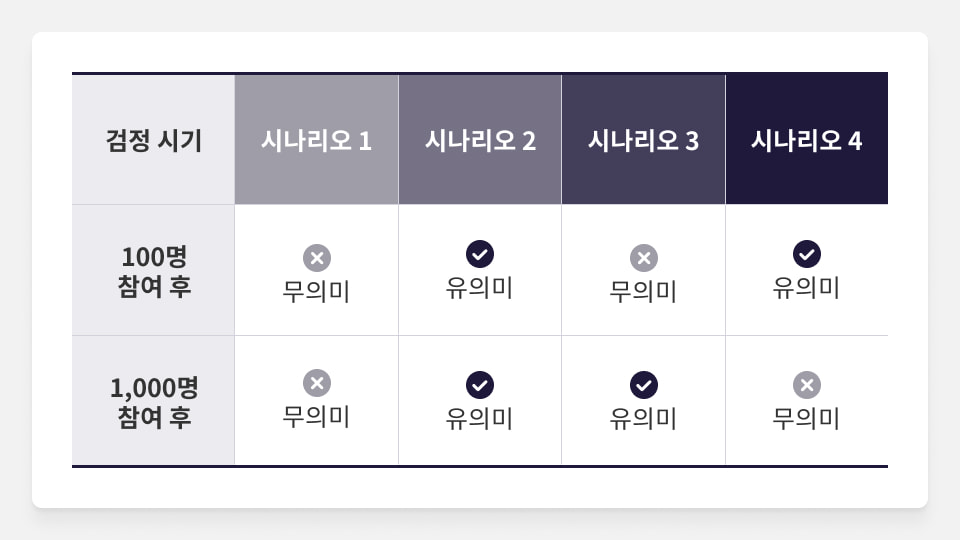 검정 시기 시나리오 1 시나리오 2 시나리오 3 시나리오 4
100명
참여 후
무의미 유의미 무의미 유의미
1,000명
참여 후
무의미 유의미 유의미 무의미